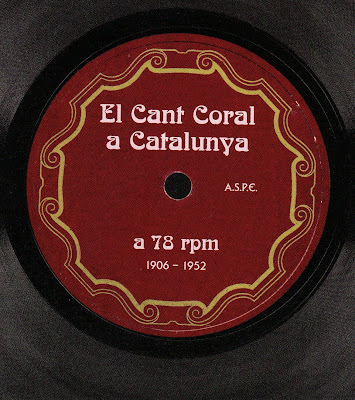 El Cant Coral
a Catalunya
A.S.P.Є.
a 78 rpm
1906 – 1952